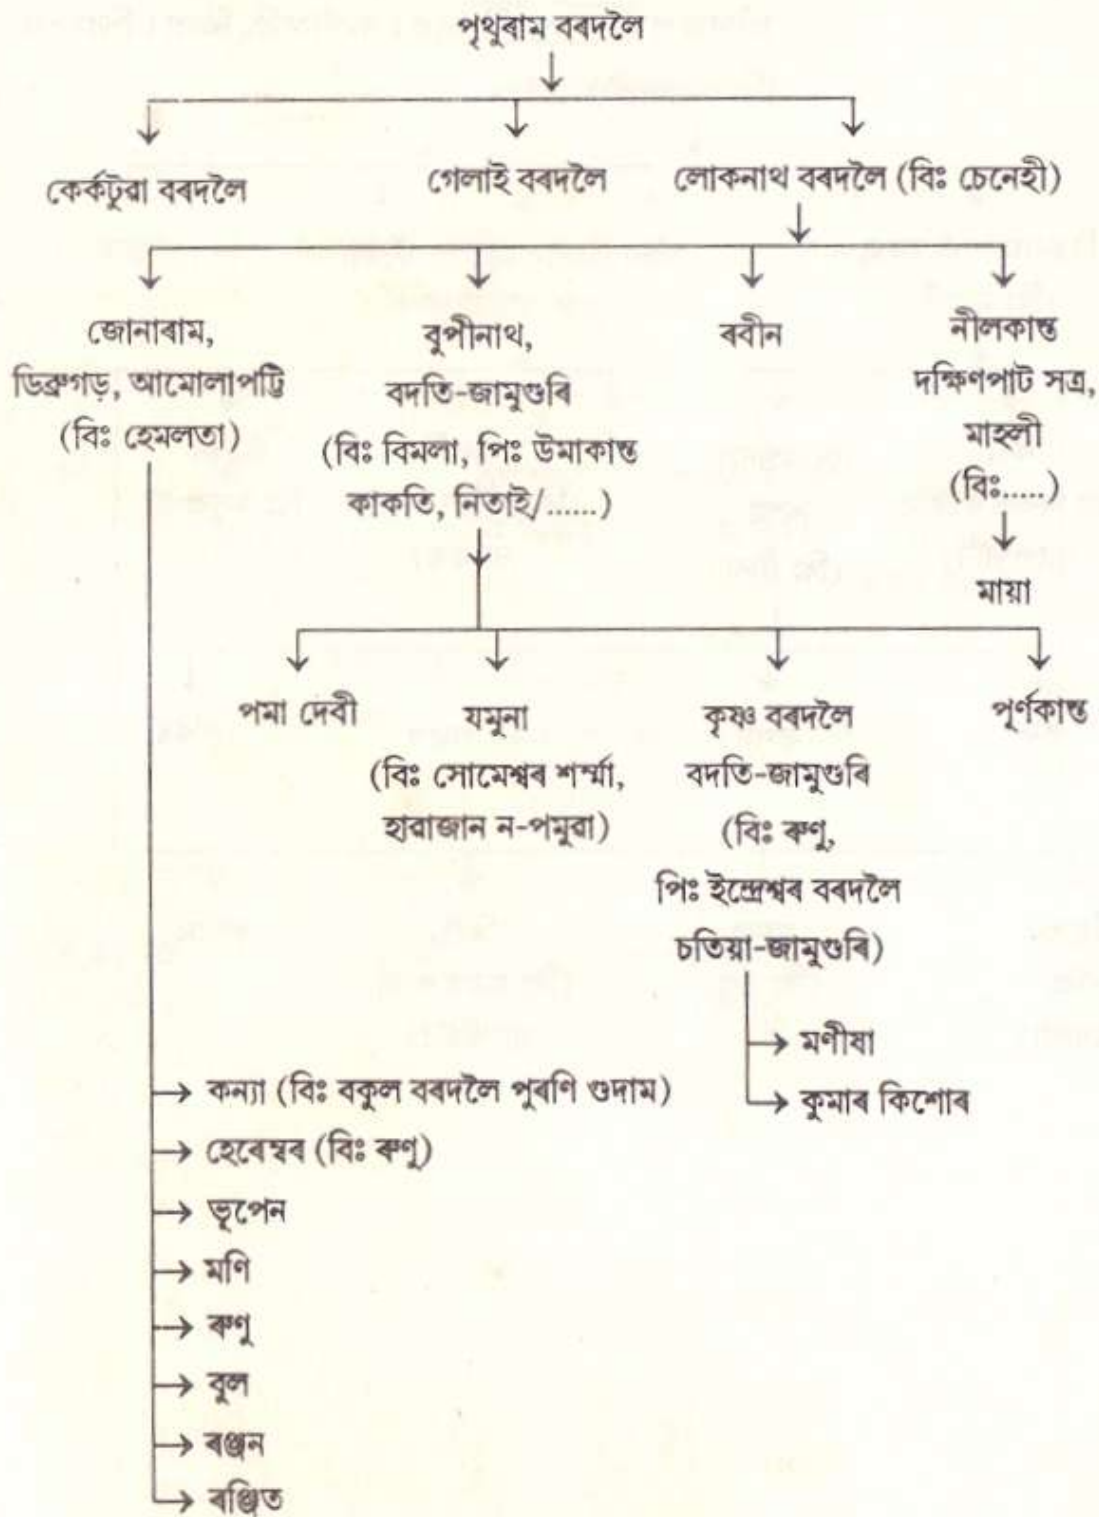 পৃথুৰাম বৰদলৈ
কেৰ্কটুৱা বৰদলৈ
গেলাই বৰদলৈ
লোকনাথ বৰদলৈ (বিঃ চেনেহী)
জোনাৰাম,
ডিব্রুগড়, আমোলাপট্টি
(বিঃ হেমলতা)
ৰুপীনাথ,
বদতি-জামুগুৰি
(বিঃ বিমলা, পিঃ উমাকান্ত
কাকতি, নিতাই/......)
ৰবীন
নীলকান্ত
দক্ষিণপাট সত্ৰ,
মাহলী
(বিঃ.....)
মায়া
পমা দেবী
যমুনা
(বিঃ সোমেশ্বৰ শৰ্ম্মা,
হাৱাজান ন-পমুৱা)
কৃষ্ণ বৰদলৈ
বদতি-জামুগুৰি
(বিঃ ৰুণু,
পিঃ ইন্দ্ৰেশ্বৰ বৰদলৈ
চতিয়া-জামুগুৰি)
পূৰ্ণকান্ত
মণীষা
কুমাৰ কিশোৰ
কন্যা (বিঃ বকুল বৰদলৈ পুৰণি গুদাম)
হেৰেম্বৰ (বিঃ ৰুণু)
ভূপেন
মণি
ৰুণু
বুল
ৰঞ্জন
ৰঞ্জিত